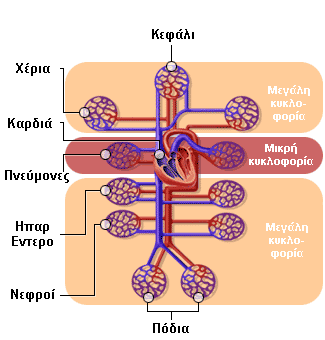 Κεφάλι
Χέρια
Μεγάλη
κυκλο-
φορία
Καρδιά
Μικρή
κυκλοφορία
Πνεύμονες
Ηπαρ
Εντερο
Μεγάλη
κυκλο-
φορία
Νεφροί
Πόδια